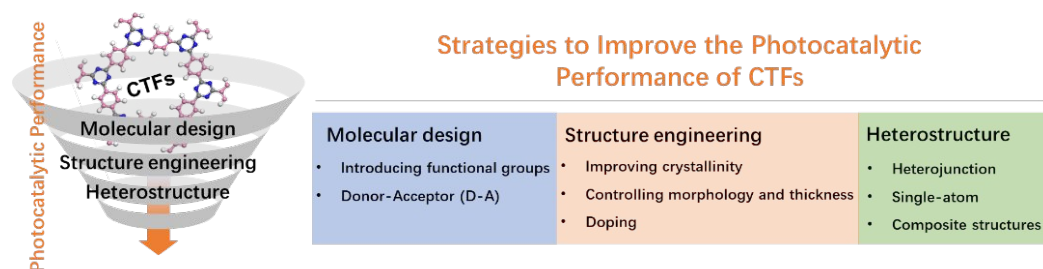 Photocatalytic Performance
CTFs
Molecular design
Structure engineering
Heterostructure
Strategies to Improve the Photocatalytic
Performance of CTFs
Molecular design
• Introducing functional groups
• Donor-Acceptor (D-A)
Structure engineering
• Improving crystallinity
• Controlling morphology and thickness
• Doping
Heterostructure
• Heterojunction
• Single-atom
• Composite structures